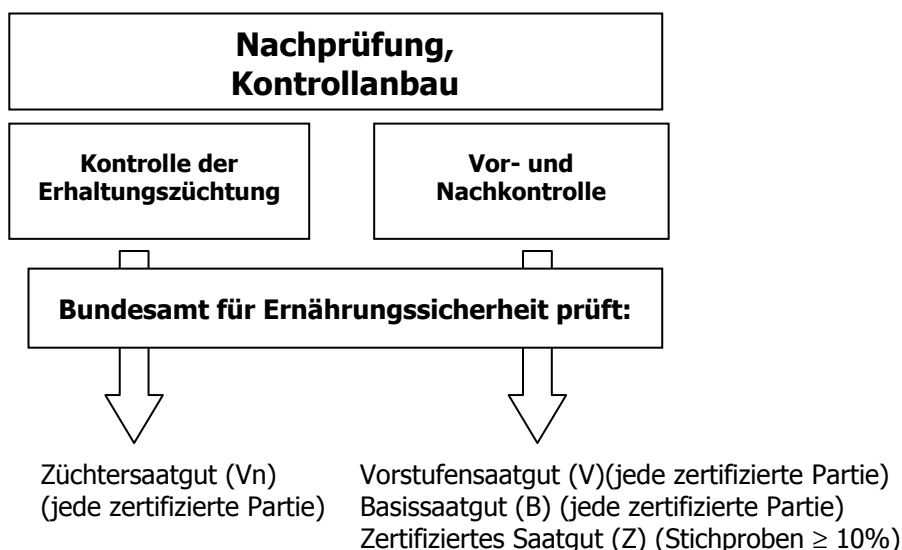 Nachprüfung,
Kontrollanbau
Kontrolle der
Erhaltungszüchtung
Vor- und
Nachkontrolle
Bundesamt für Ernährungssicherheit prüft:
Züchtersaatgut (Vn)
(jede zertifizierte Partie)
Vorstufensaatgut (V)(jede zertifizierte Partie)
Basissaatgut (B) (jede zertifizierte Partie)
Zertifiziertes Saatgut (Z) (Stichproben ≥ 10%)